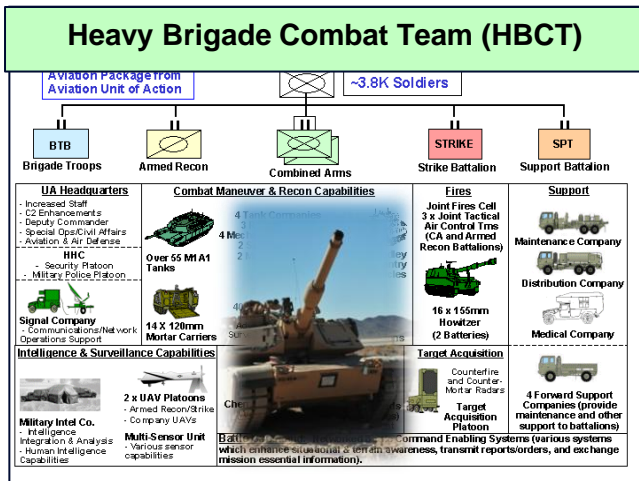 Heavy Brigade Combat Team (HBCT)
Aviation Package from
Aviation Unit of Action
~3.8K Soldiers
BTB
Brigade Troops
Armed Recon
Combined Arms
STRIKE
Strike Battalion
SPT
Support Battalion
UA Headquarters
- Increased Staff
- C2 Enhancements
- Deputy Commander
- Special Ops/Civil Affairs
- Aviation & Air Defense
HHC
- Security Platoon
- Military Police Platoon
Signal Company
- Communications/Network
Operations Support
Combat Maneuver & Recon Capabilities
4 Tank Companies
Over 55 M1A1
Tanks
14 X 120mm
Mortar Carriers
Fires
Joint Fires Cell
3 x Joint Tactical
Air Control Tms
(CA and Armed
Recon Battalions)
16 x 155mm
Howitzer
(2 Batteries)
Support
Maintenance Company
Distribution Company
Medical Company
4 Forward Support
Companies (provide
maintenance and other
support to battalions)
Intelligence & Surveillance Capabilities
Military Intel Co.
- Intelligence
Integration & Analysis
- Human Intelligence
Capabilities
2 x UAV Platoons
- Armed Recon/Strike
- Company UAVs
Multi-Sensor Unit
- Various sensor
capabilities
Target Acquisition
Counterfire
and Counter-
Mortar Radars
Target
Acquisition
Platoon
Command Enabling Systems (various systems
which enhance situational & terrain awareness, transmit reports/orders, and exchange
mission essential information).